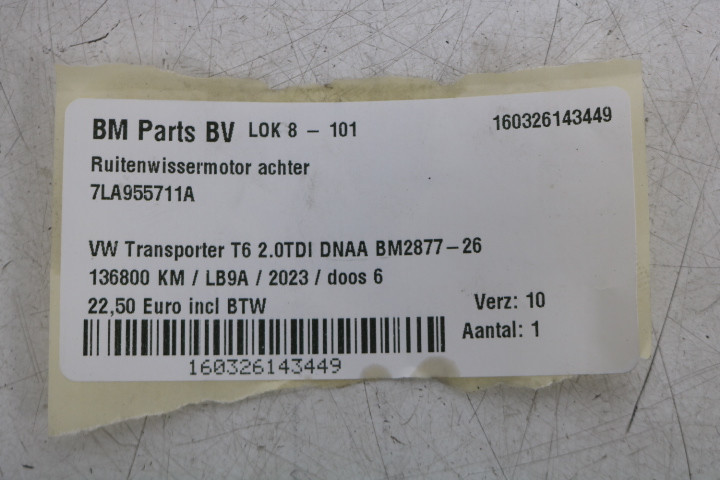 BM Parts BV LOK 8 - 101 160326143449
Ruitenwissermotor achter
7LA955711A
VW Transporter T6 2.0TDI DNAA BM2877-26
136800 KM / LB9A / 2023 / doos 6
22,50 Euro incl BTW Verz: 10
Aantal: 1
160326143449